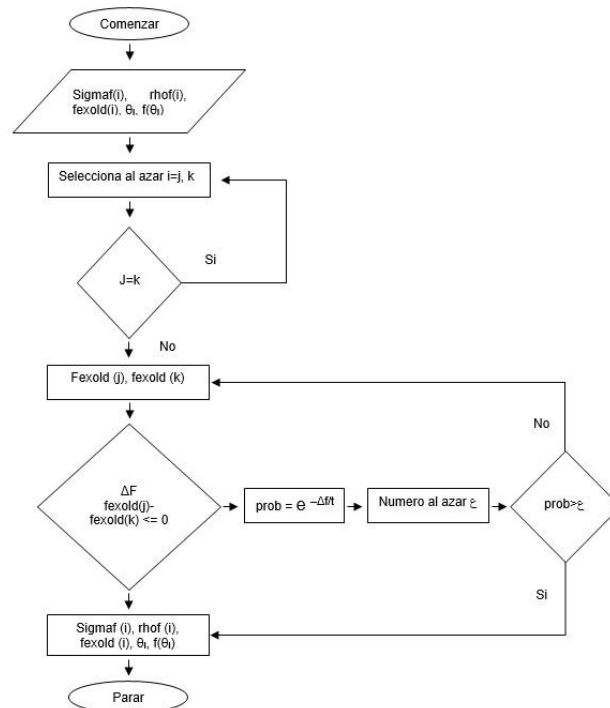 Comenzar
Sigmaf(i), rhof(i),
fexold(i), θᵢ, f(θᵢ)
Selecciona al azar i=j, k
Si
J=k
No
Fexold (j), fexold (k)
No
ΔF
fexold(j)-
fexold(k) <= 0
prob = e –Δf/t
Numero al azar ع
prob>ع
Si
Sigmaf (i), rhof (i),
fexold (i), θᵢ, f(θᵢ)
Parar